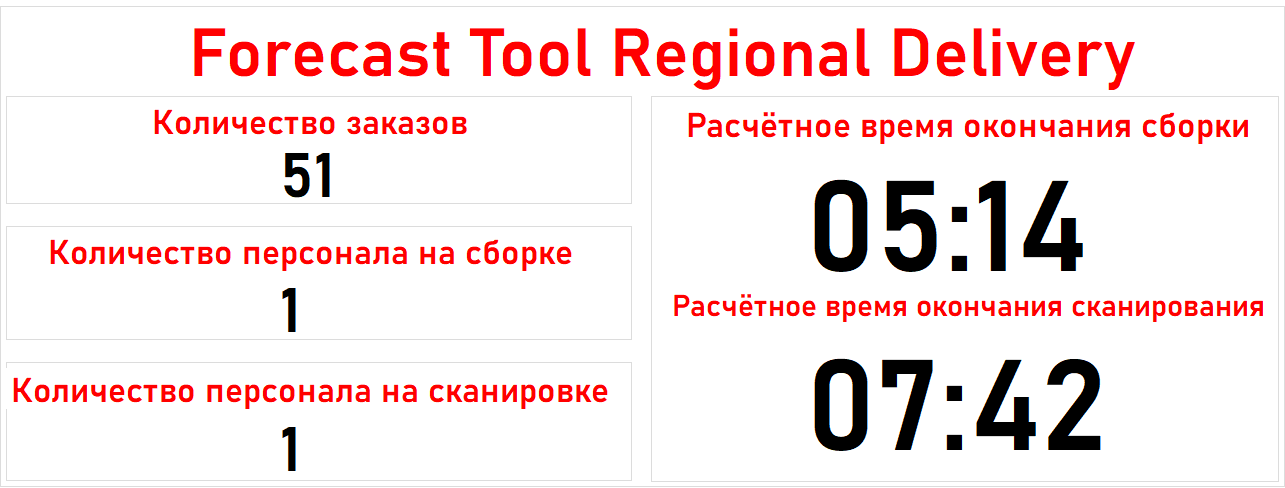 Forecast Tool Regional Delivery
Количество заказов
51
Количество персонала на сборке
1
Количество персонала на сканировке
1
Расчётное время окончания сборки
05:14
Расчётное время окончания сканирования
07:42